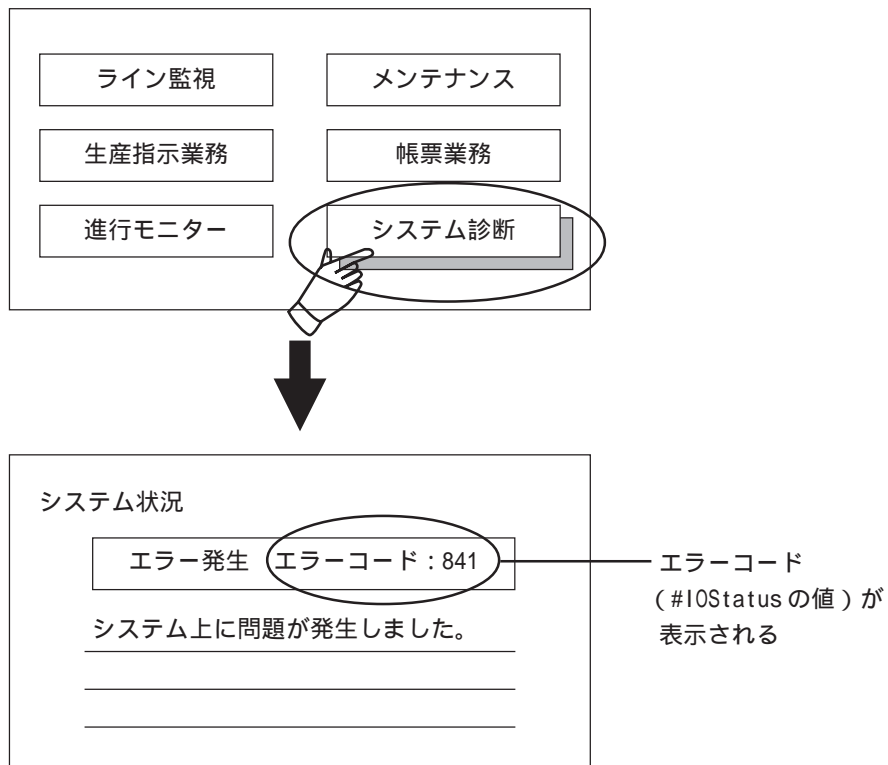 ライン監視
メンテナンス
生産指示業務
帳票業務
進行モニター
システム診断
システム状況
エラー発生
エラーコード：841
システム上に問題が発生しました。
エラーコード
（#IOStatusの値）が
表示される